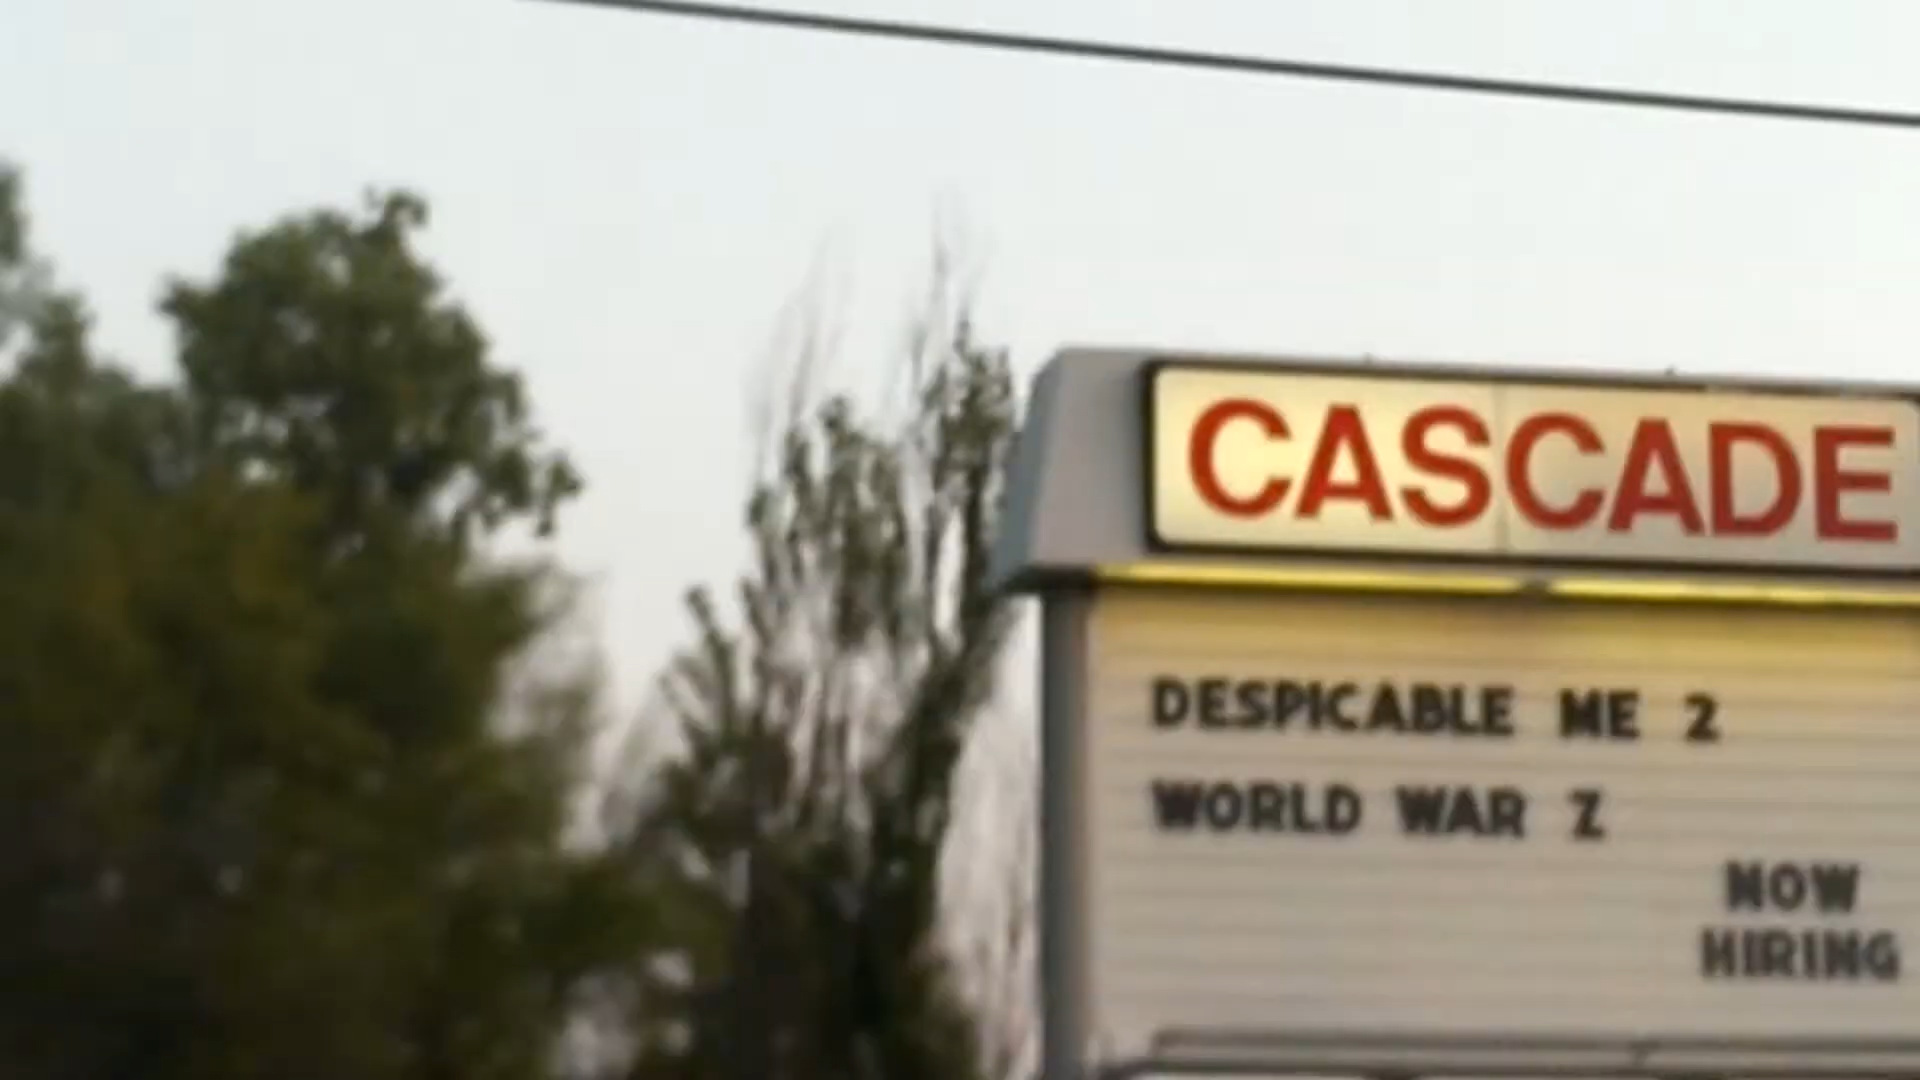 CASCADE
DESPICABLE ME 2
WORLD WAR Z
NOW
HIRING